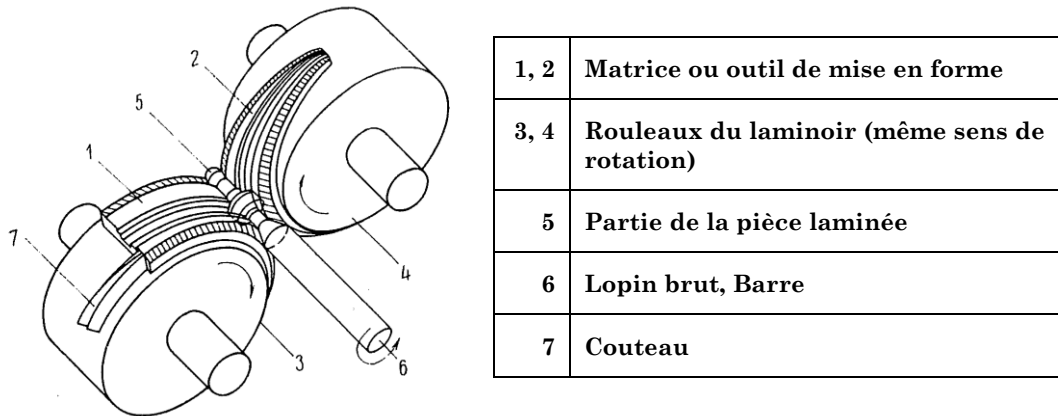 2
5
1
7
4
3
6
1, 2 Matrice ou outil de mise en forme
3, 4 Rouleaux du laminoir (même sens de
rotation)
5 Partie de la pièce laminée
6 Lopin brut, Barre
7 Couteau